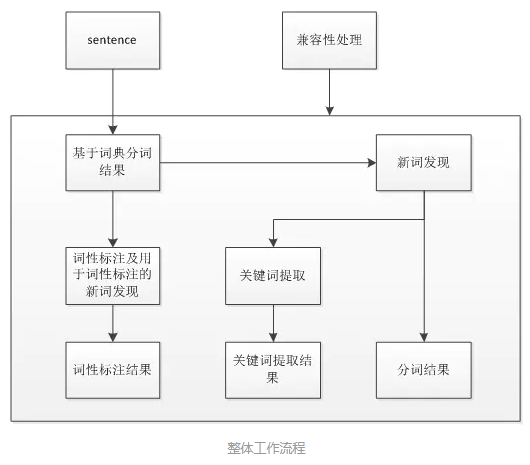 sentence
兼容性处理
基于词典分词
结果
新词发现
词性标注及用
于词性标注的
新词发现
关键词提取
词性标注结果
关键词提取结
果
分词结果
整体工作流程